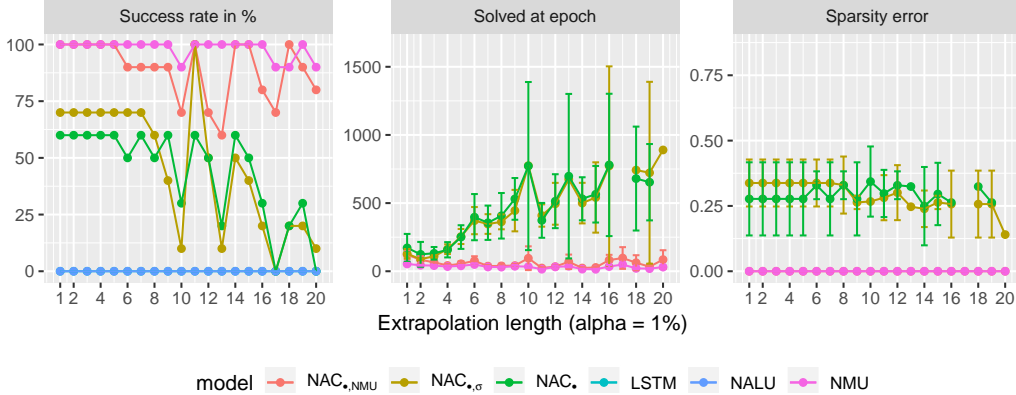 Success rate in %
Solved at epoch
Sparsity error
100
75
50
25
0
1 2 4 6 8 10 12 14 16 18 20
1500
1000
500
0
1 2 4 6 8 10 12 14 16 18 20
0.75
0.50
0.25
0.00
1 2 4 6 8 10 12 14 16 18 20
Extrapolation length (alpha = 1%)
model NAC•,NMU NAC•,σ NAC• LSTM NALU NMU